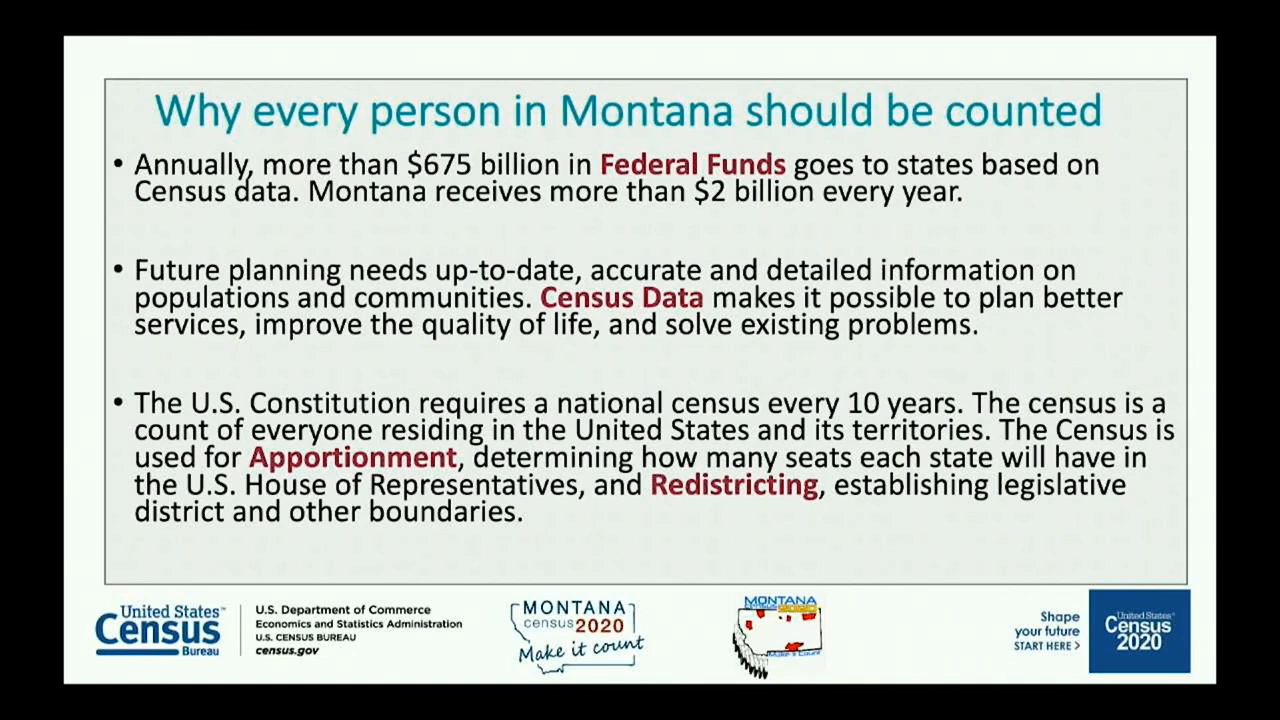 Why every person in Montana should be counted
• Annually, more than $675 billion in Federal Funds goes to states based on
Census data. Montana receives more than $2 billion every year.
• Future planning needs up-to-date, accurate and detailed information on
populations and communities. Census Data makes it possible to plan better
services, improve the quality of life, and solve existing problems.
• The U.S. Constitution requires a national census every 10 years. The census is a
count of everyone residing in the United States and its territories. The Census is
used for Apportionment, determining how many seats each state will have in
the U.S. House of Representatives, and Redistricting, establishing legislative
district and other boundaries.
United States™
Census
Bureau
U.S. Department of Commerce
Economics and Statistics Administration
U.S. CENSUS BUREAU
census.gov
MONTANA
census2020
Make it count
MONTANA
Make it Count
Shape
your future
START HERE >
United States®
Census
2020